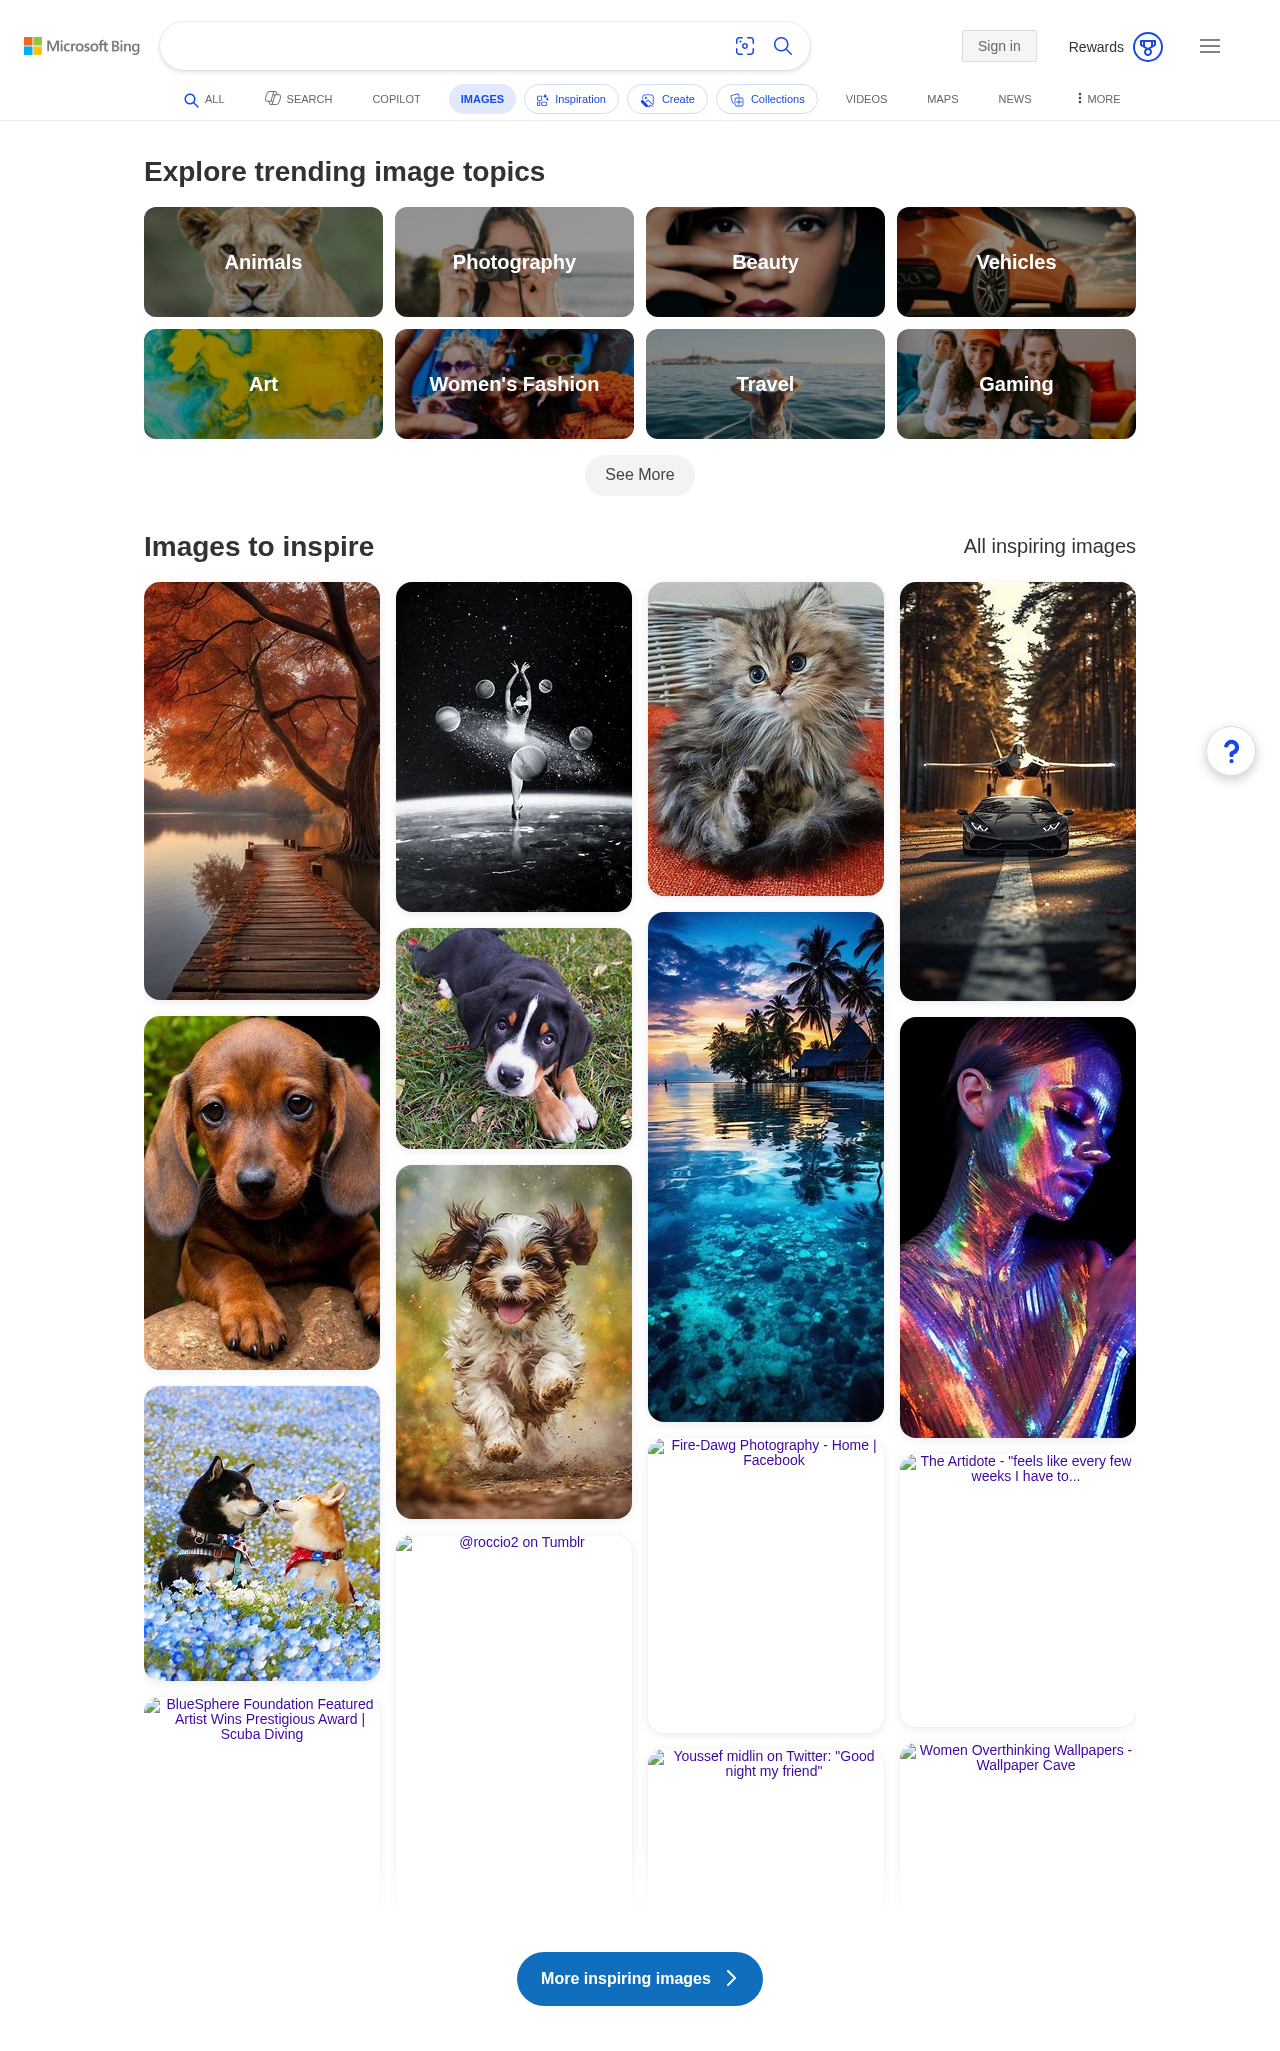 Microsoft Bing
Sign in
Rewards
ALL
SEARCH
COPILOT
IMAGES
Inspiration
Create
Collections
VIDEOS
MAPS
NEWS
MORE
Explore trending image topics
Animals
Photography
Beauty
Vehicles
Art
Women's Fashion
Travel
Gaming
See More
Images to inspire
All inspiring images
?
Fire-Dawg Photography - Home |
Facebook
The Artidote - "feels like every few
weeks I have to...
@roccio2 on Tumblr
BlueSphere Foundation Featured
Artist Wins Prestigious Award |
Scuba Diving
Youssef midlin on Twitter: "Good
night my friend"
Women Overthinking Wallpapers -
Wallpaper Cave
More inspiring images